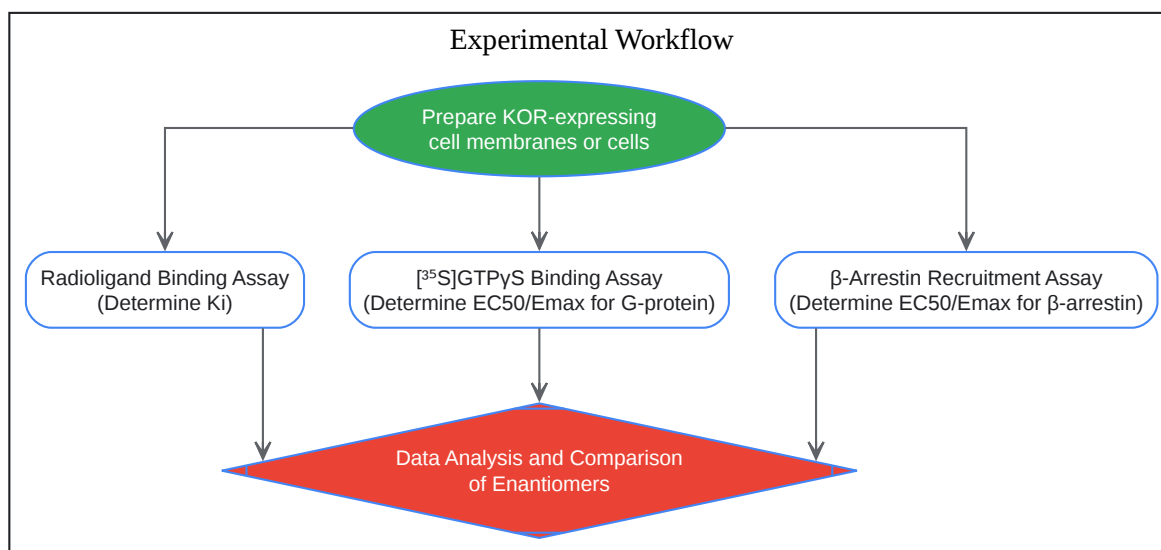 Experimental Workflow
Prepare KOR-expressing
cell membranes or cells
Radioligand Binding Assay
(Determine Ki)
[³⁵S]GTPγS Binding Assay
(Determine EC50/Emax for G-protein)
β-Arrestin Recruitment Assay
(Determine EC50/Emax for β-arrestin)
Data Analysis and Comparison
of Enantiomers